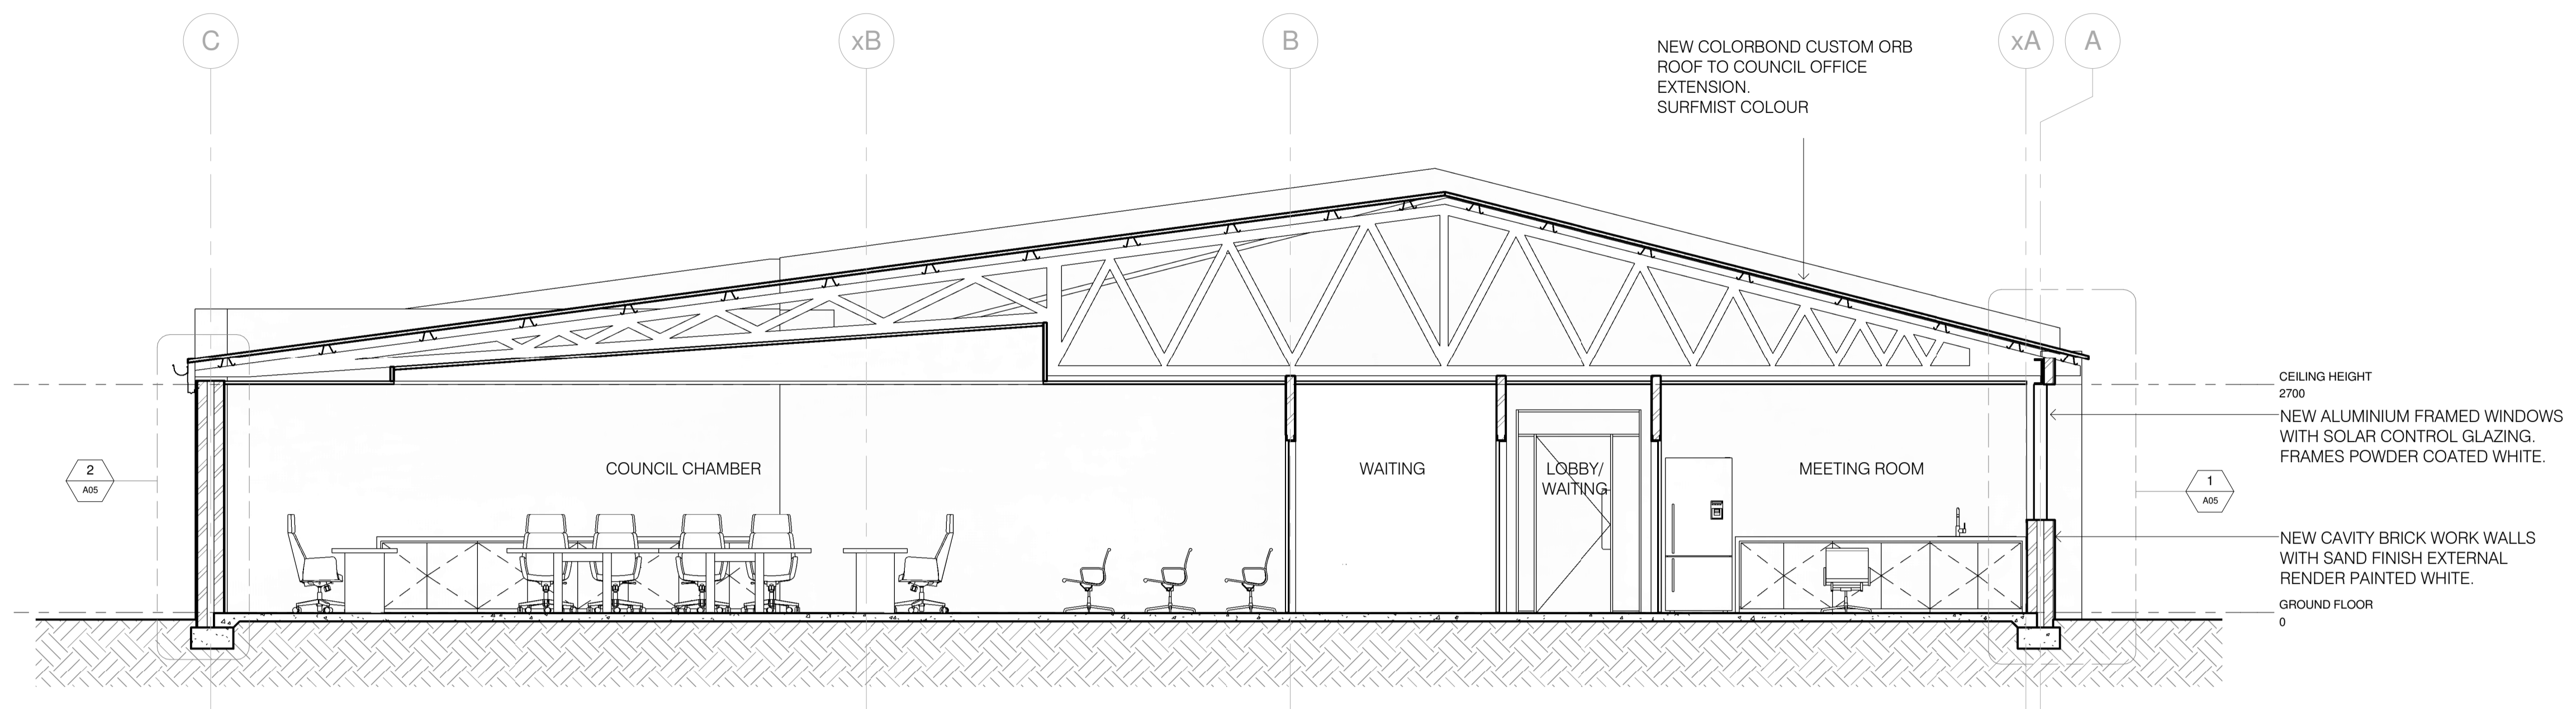 C
xB
B
xA
A
NEW COLORBOND CUSTOM ORB
ROOF TO COUNCIL OFFICE
EXTENSION.
SURFMIST COLOUR
CEILING HEIGHT
2700
NEW ALUMINIUM FRAMED WINDOWS
WITH SOLAR CONTROL GLAZING.
FRAMES POWDER COATED WHITE.
2
A05
COUNCIL CHAMBER
WAITING
LOBBY/
WAITING
MEETING ROOM
1
A05
NEW CAVITY BRICK WORK WALLS
WITH SAND FINISH EXTERNAL
RENDER PAINTED WHITE.
GROUND FLOOR
0